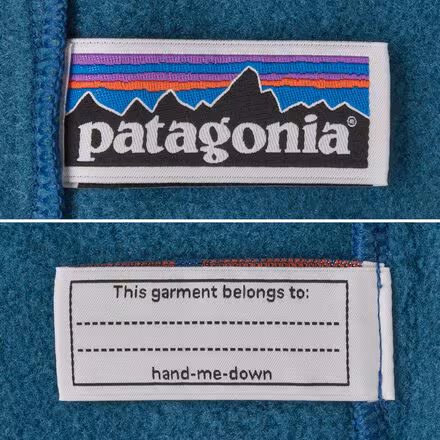 patagonia®
This garment belongs to:
hand-me-down